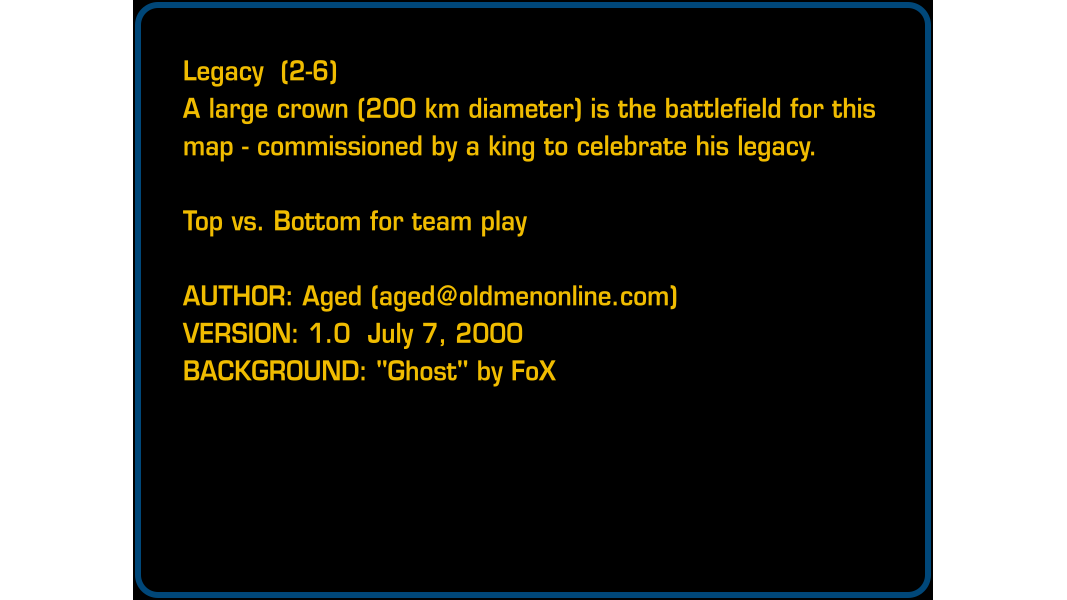 Legacy  (2-6)
A large crown (200 km diameter) is the battlefield for this
map - commissioned by a king to celebrate his legacy.
Top vs. Bottom for team play
AUTHOR: Aged (aged@oldmenonline.com)
VERSION: 1.0  July 7, 2000
BACKGROUND: "Ghost" by FoX